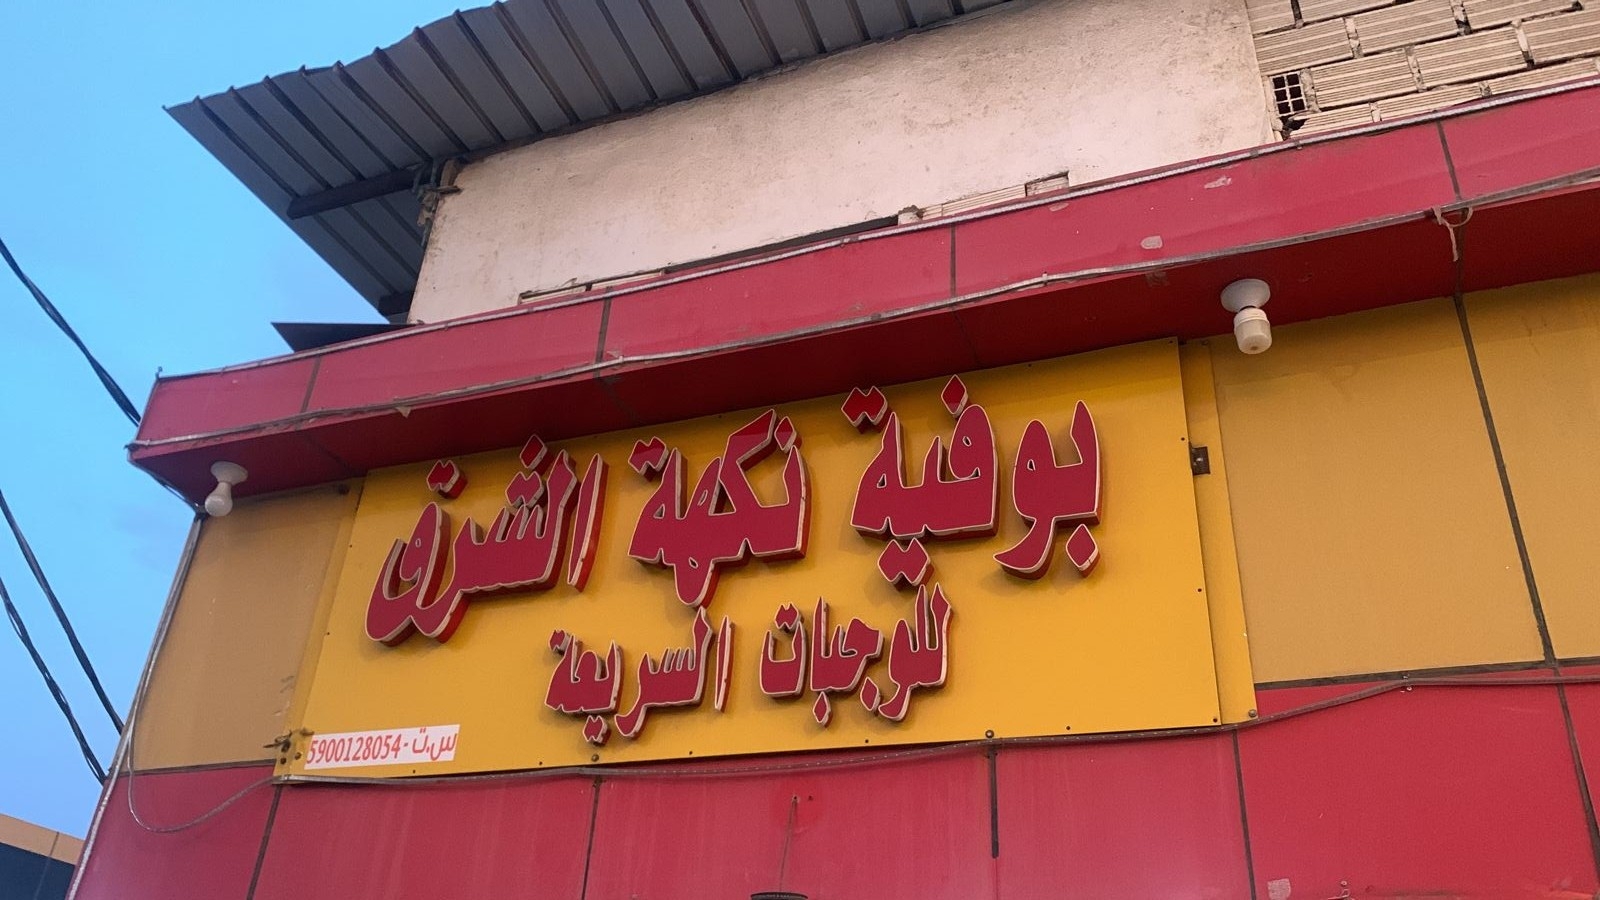 بوفية نكهة الشرق
للوجبات السريعة
س.ت-5900128054